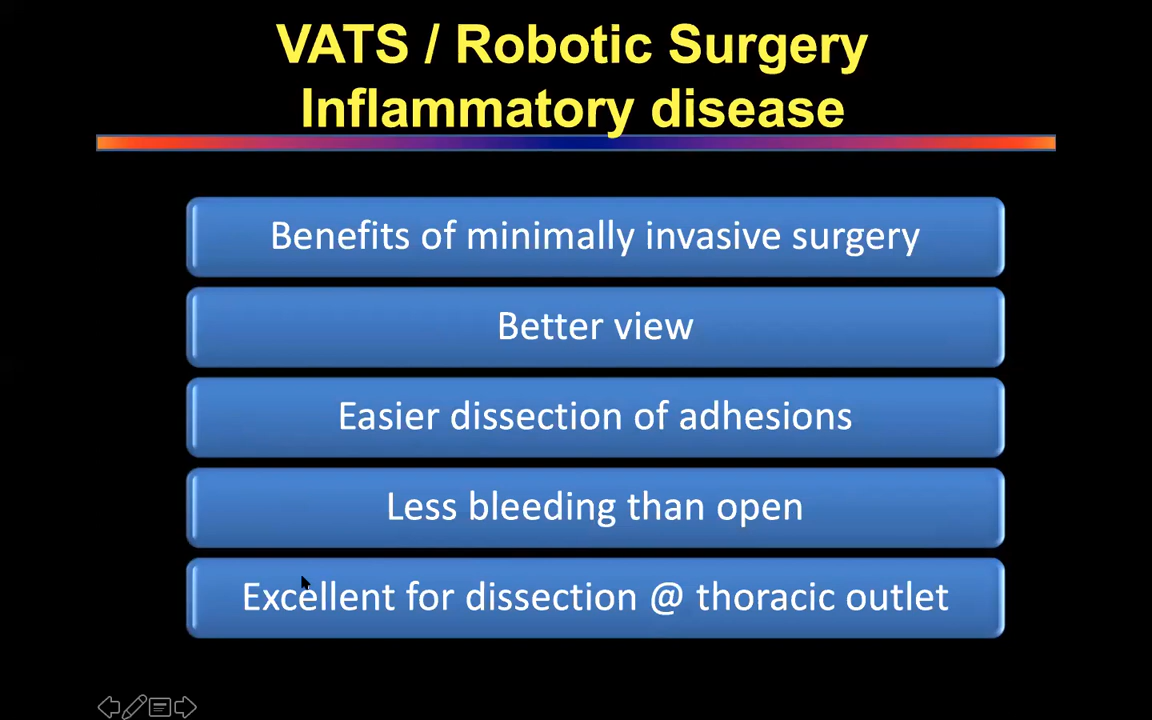 VATS / Robotic Surgery
Inflammatory disease
Benefits of minimally invasive surgery
Better view
Easier dissection of adhesions
Less bleeding than open
Excellent for dissection @ thoracic outlet